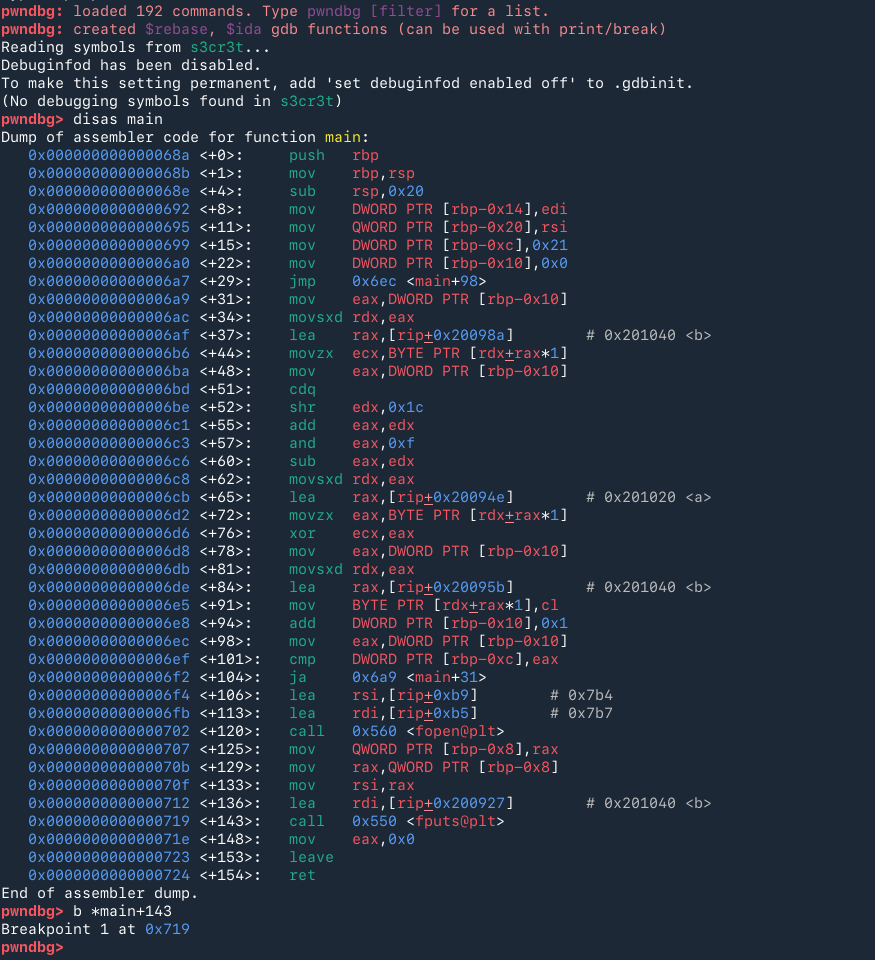 pwndbg: loaded 192 commands. Type pwndbg [filter] for a list.
pwndbg: created $rebase, $ida gdb functions (can be used with print/break)
Reading symbols from s3cr3t...
Debuginfod has been disabled.
To make this setting permanent, add 'set debuginfod enabled off' to .gdbinit.
(No debugging symbols found in s3cr3t)
pwndbg> disas main
Dump of assembler code for function main:
   0x000000000000068a <+0>:     push   rbp
   0x000000000000068b <+1>:     mov    rbp,rsp
   0x000000000000068e <+4>:     sub    rsp,0x20
   0x0000000000000692 <+8>:     mov    DWORD PTR [rbp-0x14],edi
   0x0000000000000695 <+11>:    mov    QWORD PTR [rbp-0x20],rsi
   0x0000000000000699 <+15>:    mov    DWORD PTR [rbp-0xc],0x21
   0x00000000000006a0 <+22>:    mov    DWORD PTR [rbp-0x10],0x0
   0x00000000000006a7 <+29>:    jmp    0x6ec <main+98>
   0x00000000000006a9 <+31>:    mov    eax,DWORD PTR [rbp-0x10]
   0x00000000000006ac <+34>:    movsxd rdx,eax
   0x00000000000006af <+37>:    lea    rax,[rip+0x20098a]        # 0x201040 <b>
   0x00000000000006b6 <+44>:    movzx  ecx,BYTE PTR [rdx+rax*1]
   0x00000000000006ba <+48>:    mov    eax,DWORD PTR [rbp-0x10]
   0x00000000000006bd <+51>:    cdq
   0x00000000000006be <+52>:    shr    edx,0x1c
   0x00000000000006c1 <+55>:    add    eax,edx
   0x00000000000006c3 <+57>:    and    eax,0xf
   0x00000000000006c6 <+60>:    sub    eax,edx
   0x00000000000006c8 <+62>:    movsxd rdx,eax
   0x00000000000006cb <+65>:    lea    rax,[rip+0x20094e]        # 0x201020 <a>
   0x00000000000006d2 <+72>:    movzx  eax,BYTE PTR [rdx+rax*1]
   0x00000000000006d6 <+76>:    xor    ecx,eax
   0x00000000000006d8 <+78>:    mov    eax,DWORD PTR [rbp-0x10]
   0x00000000000006db <+81>:    movsxd rdx,eax
   0x00000000000006de <+84>:    lea    rax,[rip+0x20095b]        # 0x201040 <b>
   0x00000000000006e5 <+91>:    mov    BYTE PTR [rdx+rax*1],cl
   0x00000000000006e8 <+94>:    add    DWORD PTR [rbp-0x10],0x1
   0x00000000000006ec <+98>:    mov    eax,DWORD PTR [rbp-0x10]
   0x00000000000006ef <+101>:   cmp    DWORD PTR [rbp-0xc],eax
   0x00000000000006f2 <+104>:   ja     0x6a9 <main+31>
   0x00000000000006f4 <+106>:   lea    rsi,[rip+0xb9]        # 0x7b4
   0x00000000000006fb <+113>:   lea    rdi,[rip+0xb5]        # 0x7b7
   0x0000000000000702 <+120>:   call   0x560 <fopen@plt>
   0x0000000000000707 <+125>:   mov    QWORD PTR [rbp-0x8],rax
   0x000000000000070b <+129>:   mov    rax,QWORD PTR [rbp-0x8]
   0x000000000000070f <+133>:   mov    rsi,rax
   0x0000000000000712 <+136>:   lea    rdi,[rip+0x200927]        # 0x201040 <b>
   0x0000000000000719 <+143>:   call   0x550 <fputs@plt>
   0x000000000000071e <+148>:   mov    eax,0x0
   0x0000000000000723 <+153>:   leave
   0x0000000000000724 <+154>:   ret
End of assembler dump.
pwndbg> b *main+143
Breakpoint 1 at 0x719
pwndbg>